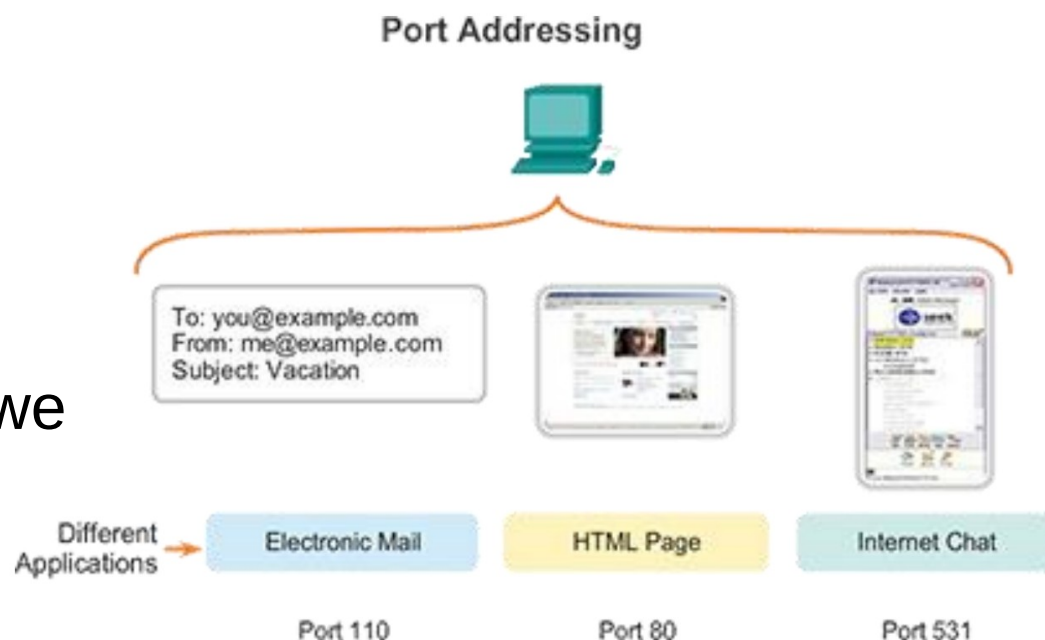 Port Addressing
To: you@example.com
From: me@example.com
Subject: Vacation
we
Different
Applications
Electronic Mail
HTML Page
Internet Chat
Port 110
Port 80
Port 531